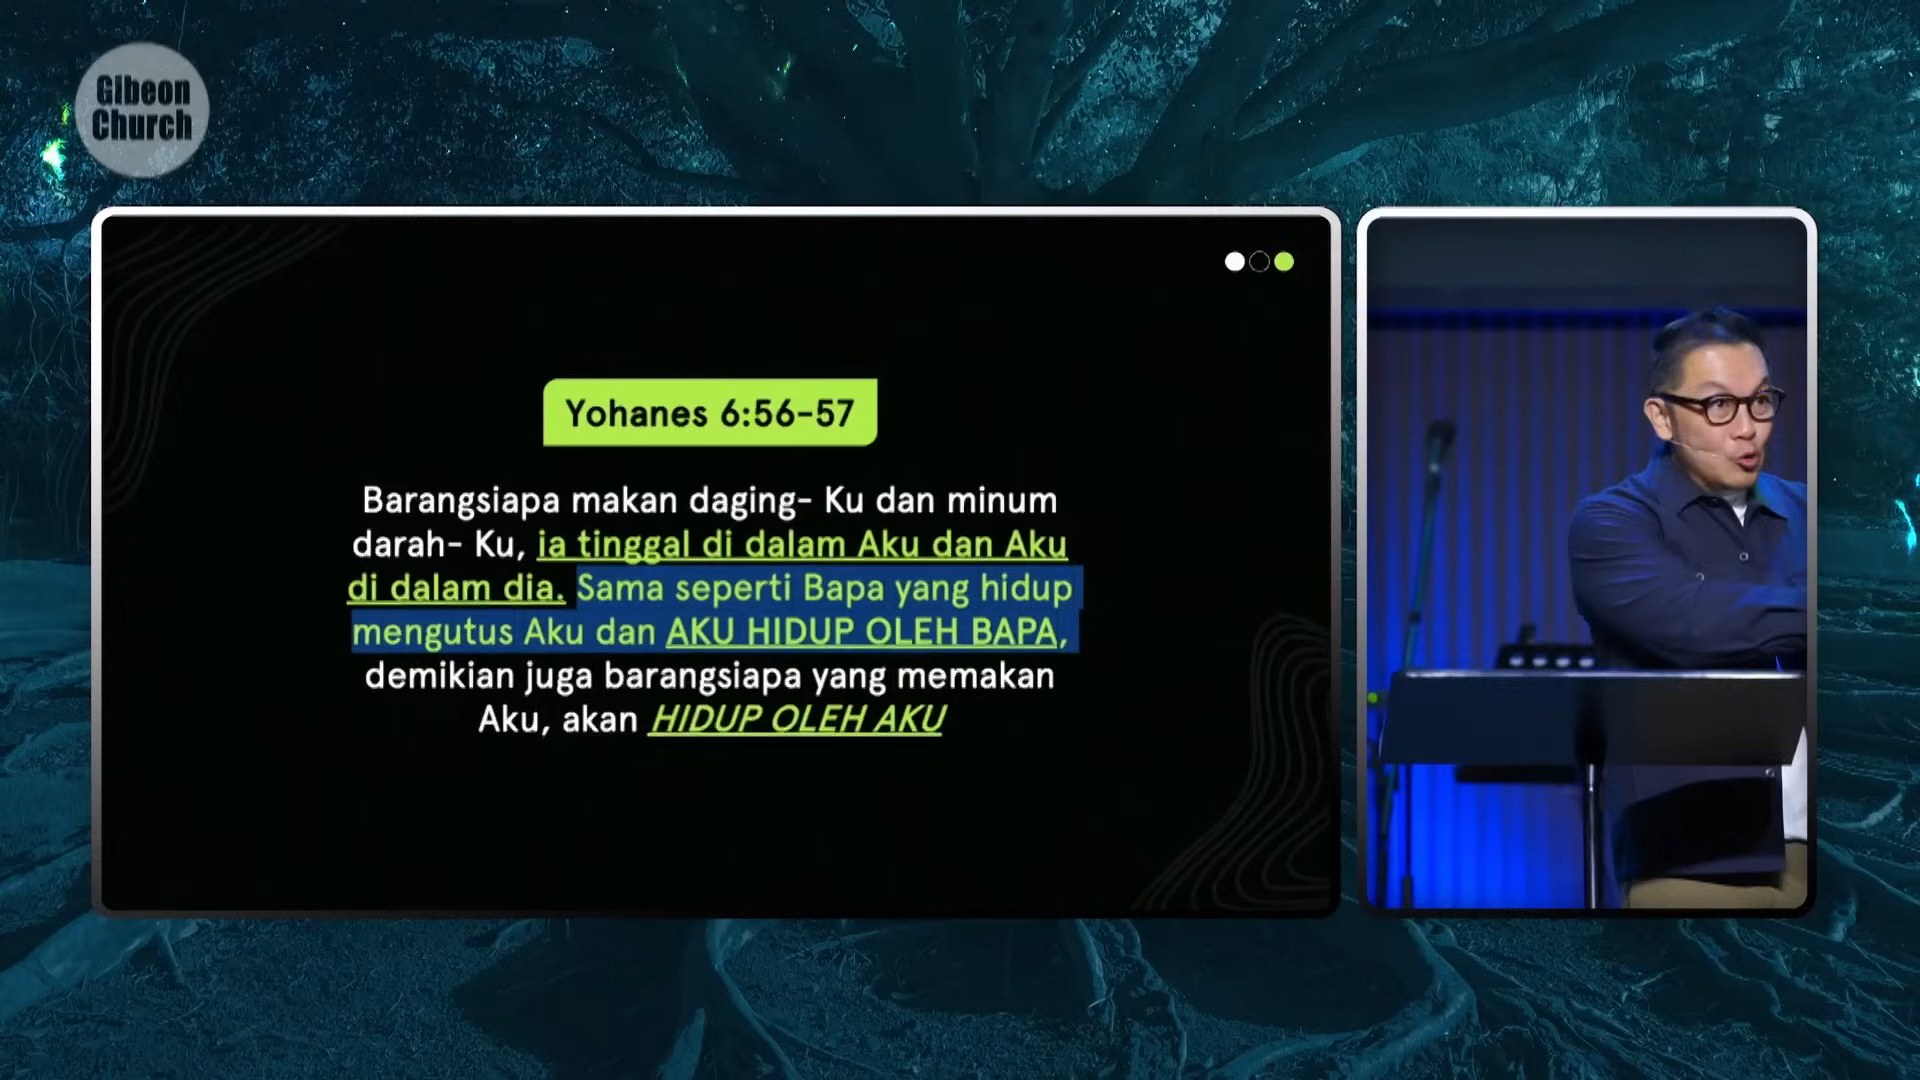 Gibeon
Church
Yohanes 6:56-57
Barangsiapa makan daging- Ku dan minum
darah- Ku, ia tinggal di dalam Aku dan Aku
di dalam dia. Sama seperti Bapa yang hidup
mengutus Aku dan AKU HIDUP OLEH BAPA,
demikian juga barangsiapa yang memakan
Aku, akan HIDUP OLEH AKU